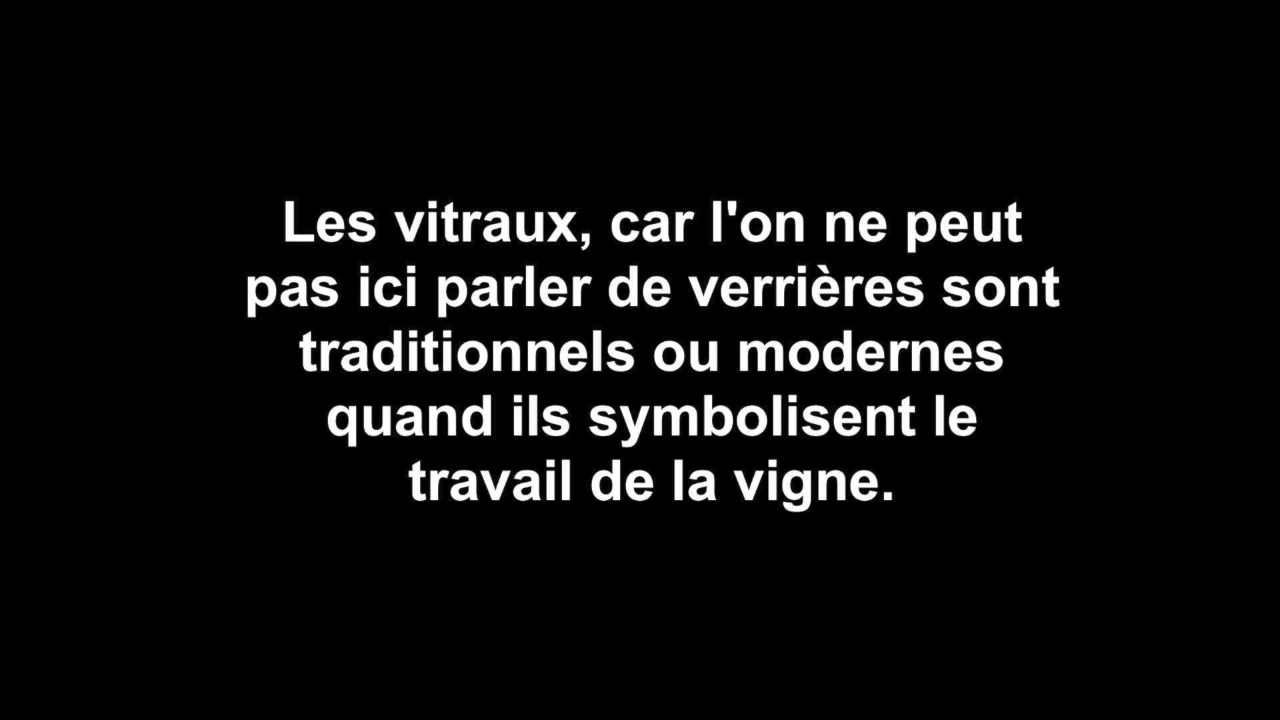 Les vitraux, car l'on ne peut
pas ici parler de verrières sont
traditionnels ou modernes
quand ils symbolisent le
travail de la vigne.